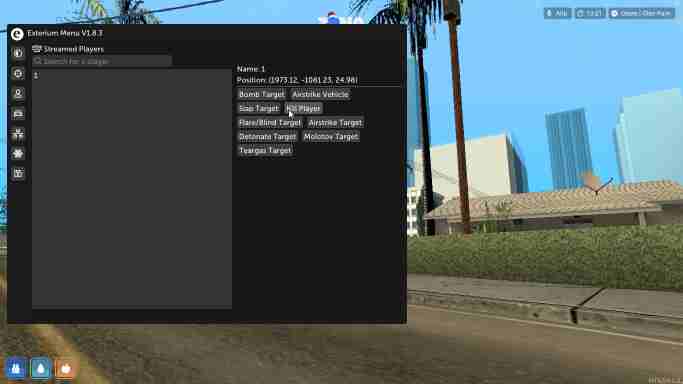 Exterium Menu V1.8.3
Streamed Players
Search for a player
1
Name: 1
Position: (1973.12, -1081.23, 24.98)
Bomb Target Airstrike Vehicle
Slap Target Kill Player
Flare/Blind Target Airstrike Target
Detonate Target Molotov Target
Teargas Target
13:21